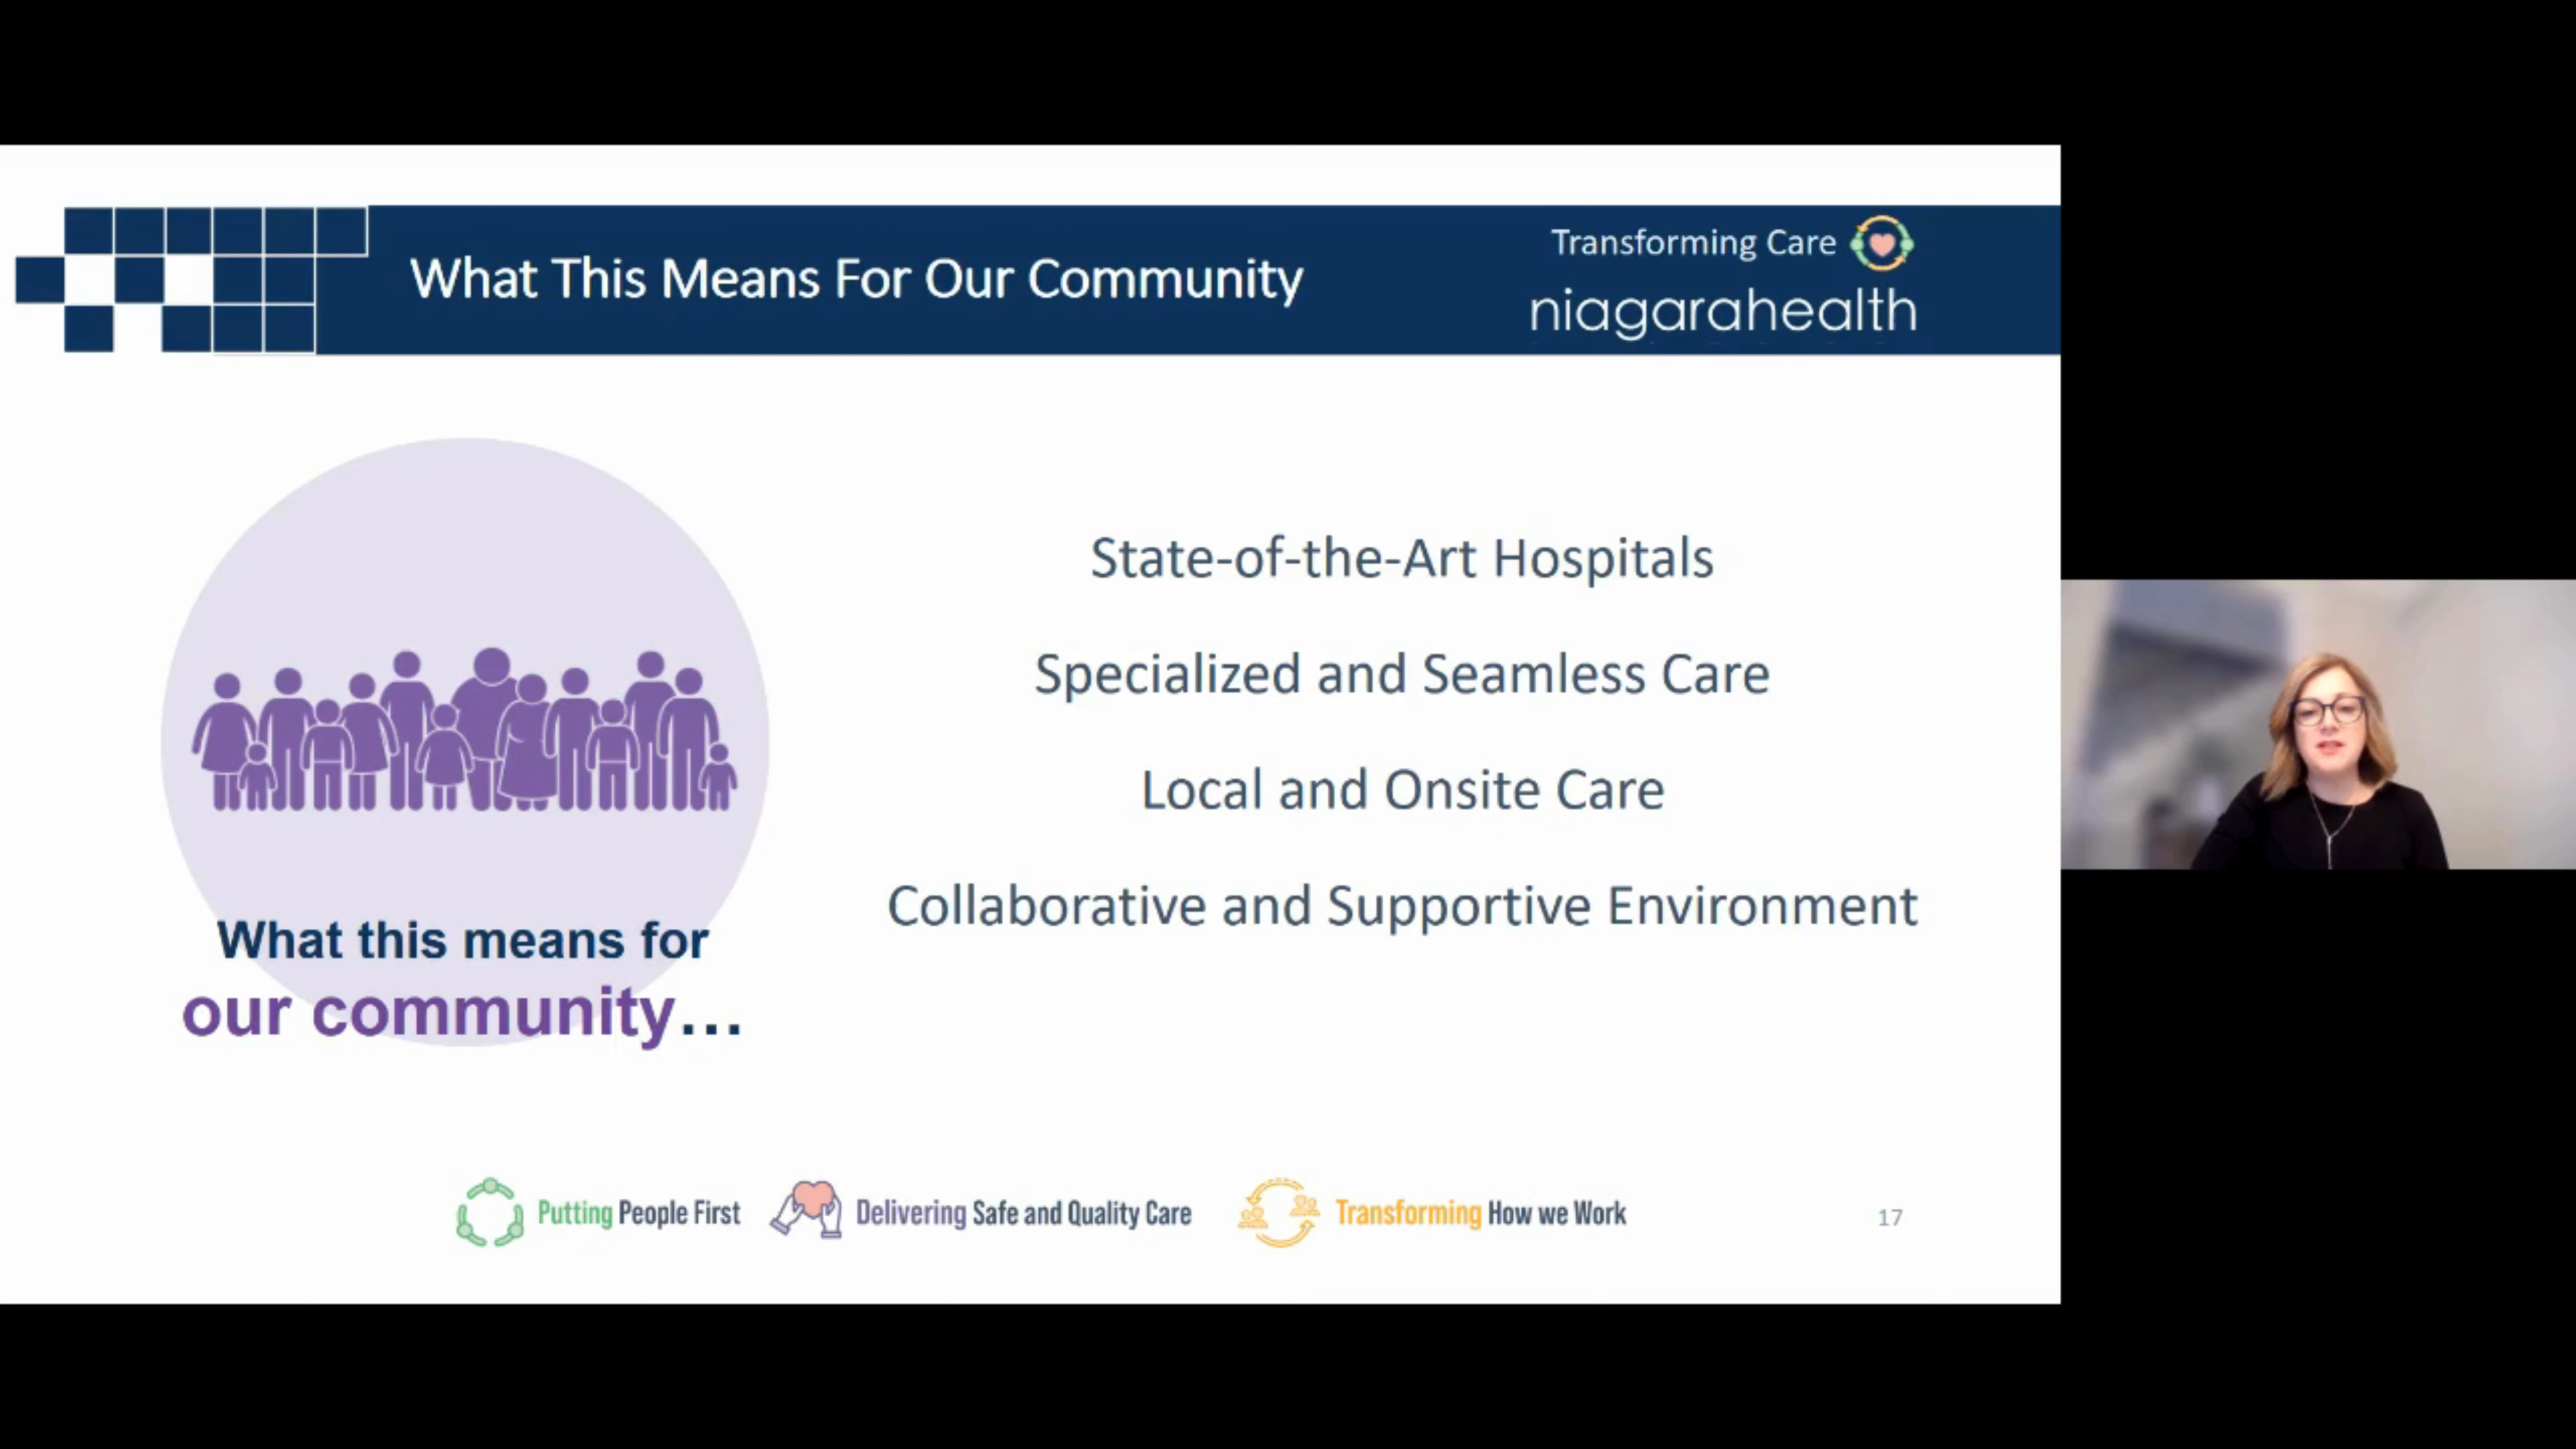 What This Means For Our Community
Transforming Care
niagarahealth
State-of-the-Art Hospitals
Specialized and Seamless Care
Local and Onsite Care
Collaborative and Supportive Environment
What this means for
our community...
Putting People First
Delivering Safe and Quality Care
Transforming How we Work
17